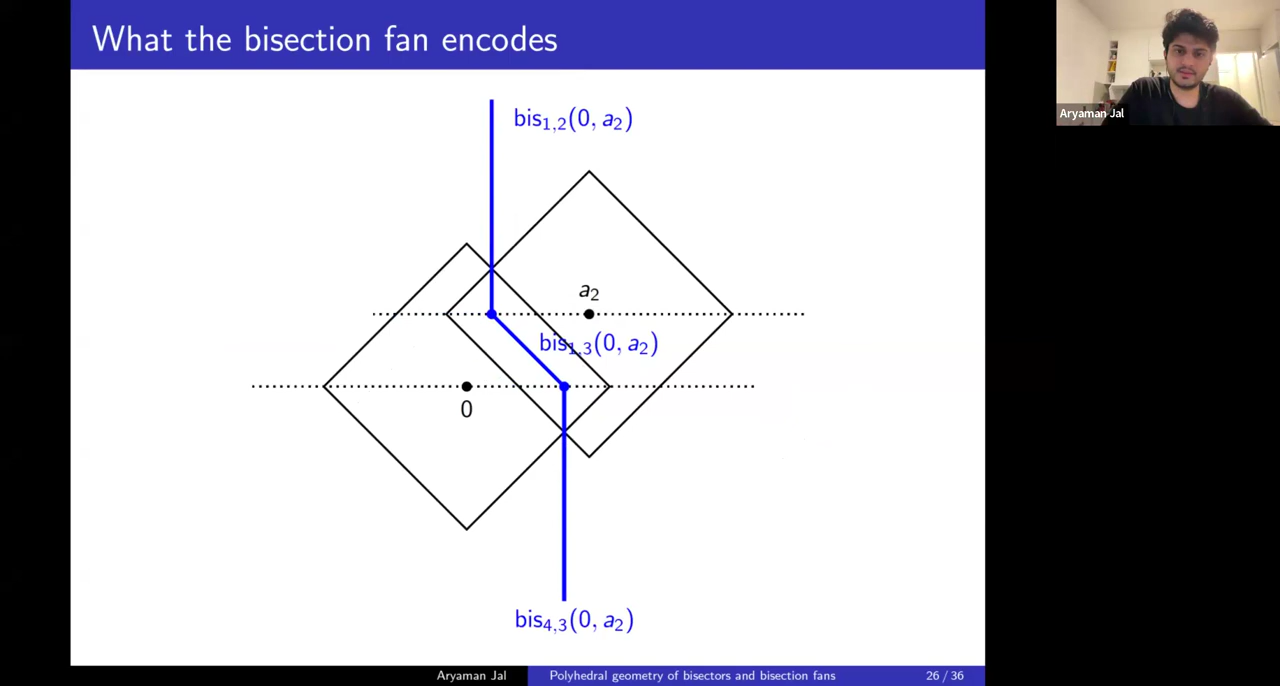 What the bisection fan encodes
bis₁,₂(0, a₂)
a₂
bis₁,₃(0, a₂)
0
bis₄,₃(0, a₂)
Aryaman Jal
Polyhedral geometry of bisectors and bisection fans
26 / 36
Aryaman Jal